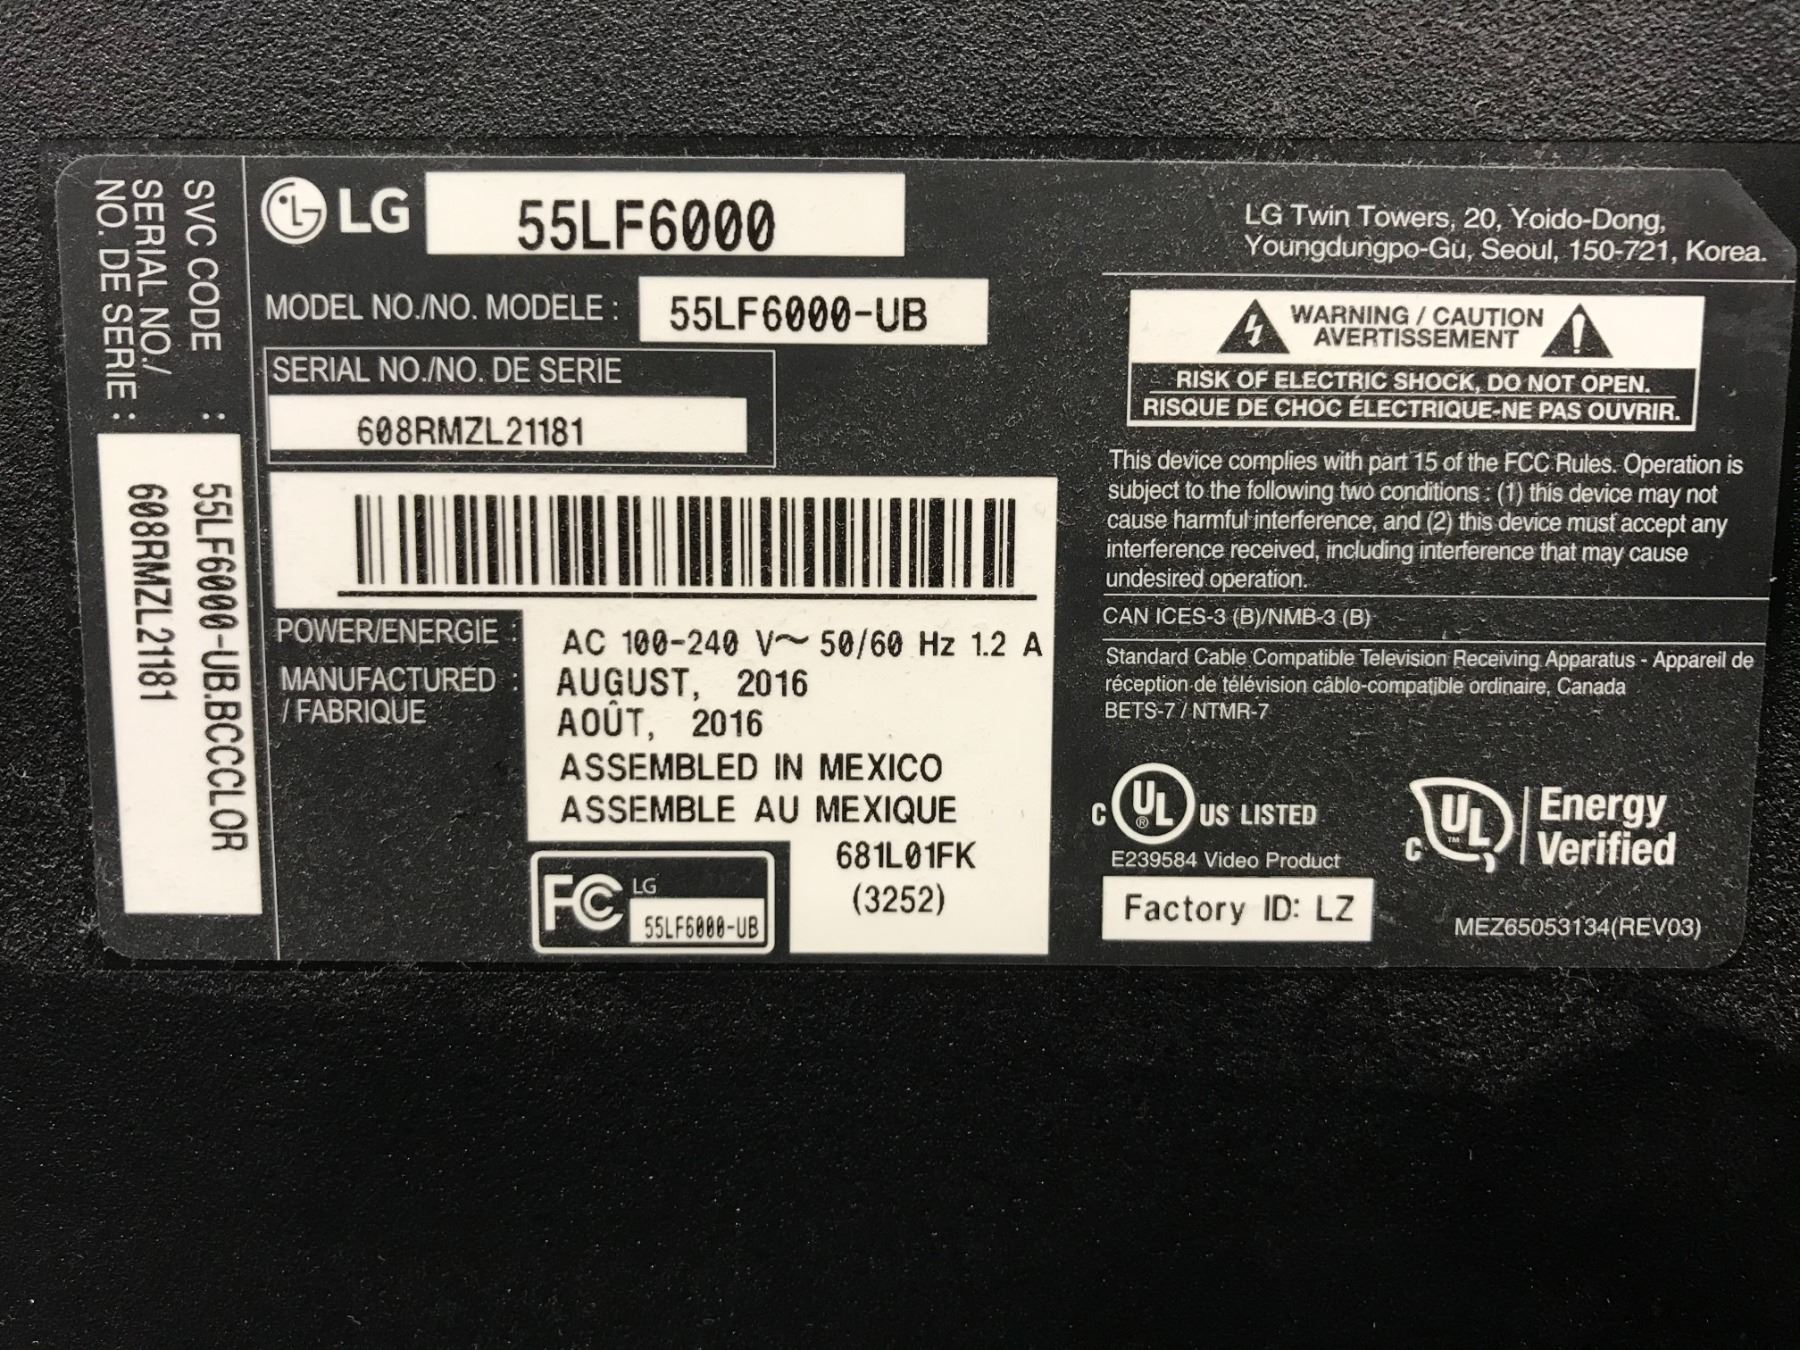 SVC CODE : 55LF6000-UB.BCCCLOR
SERIAL NO./
NO. DE SERIE : 608RMZL21181
LG 55LF6000
MODEL NO./NO. MODELE : 55LF6000-UB
SERIAL NO./NO. DE SERIE
608RMZL21181
POWER/ENERGIE : AC 100-240 V~ 50/60 Hz 1.2 A
MANUFACTURED : AUGUST, 2016
/ FABRIQUE AOÛT, 2016
ASSEMBLED IN MEXICO
ASSEMBLE AU MEXIQUE
681L01FK
(3252)
FC LG
55LF6000-UB
LG Twin Towers, 20, Yoido-Dong,
Youngdungpo-Gu, Seoul, 150-721, Korea.
WARNING / CAUTION
AVERTISSEMENT
RISK OF ELECTRIC SHOCK, DO NOT OPEN.
RISQUE DE CHOC ÉLECTRIQUE-NE PAS OUVRIR.
This device complies with part 15 of the FCC Rules. Operation is
subject to the following two conditions : (1) this device may not
cause harmful interference, and (2) this device must accept any
interference received, including interference that may cause
undesired operation.
CAN ICES-3 (B)/NMB-3 (B)
Standard Cable Compatible Television Receiving Apparatus - Appareil de
réception de télévision câblo-compatible ordinaire, Canada
BETS-7 / NTMR-7
C UL® US LISTED
E239584 Video Product
Factory ID: LZ
C UL™ Energy
Verified
MEZ65053134(REV03)